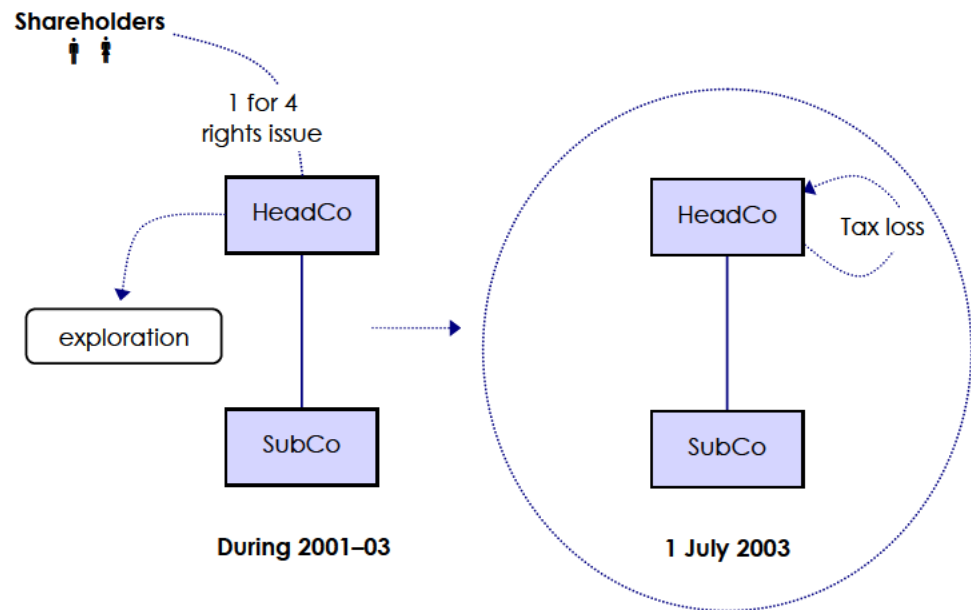 Shareholders
1 for 4
rights issue
HeadCo
exploration
SubCo
During 2001–03
HeadCo
Tax loss
SubCo
1 July 2003